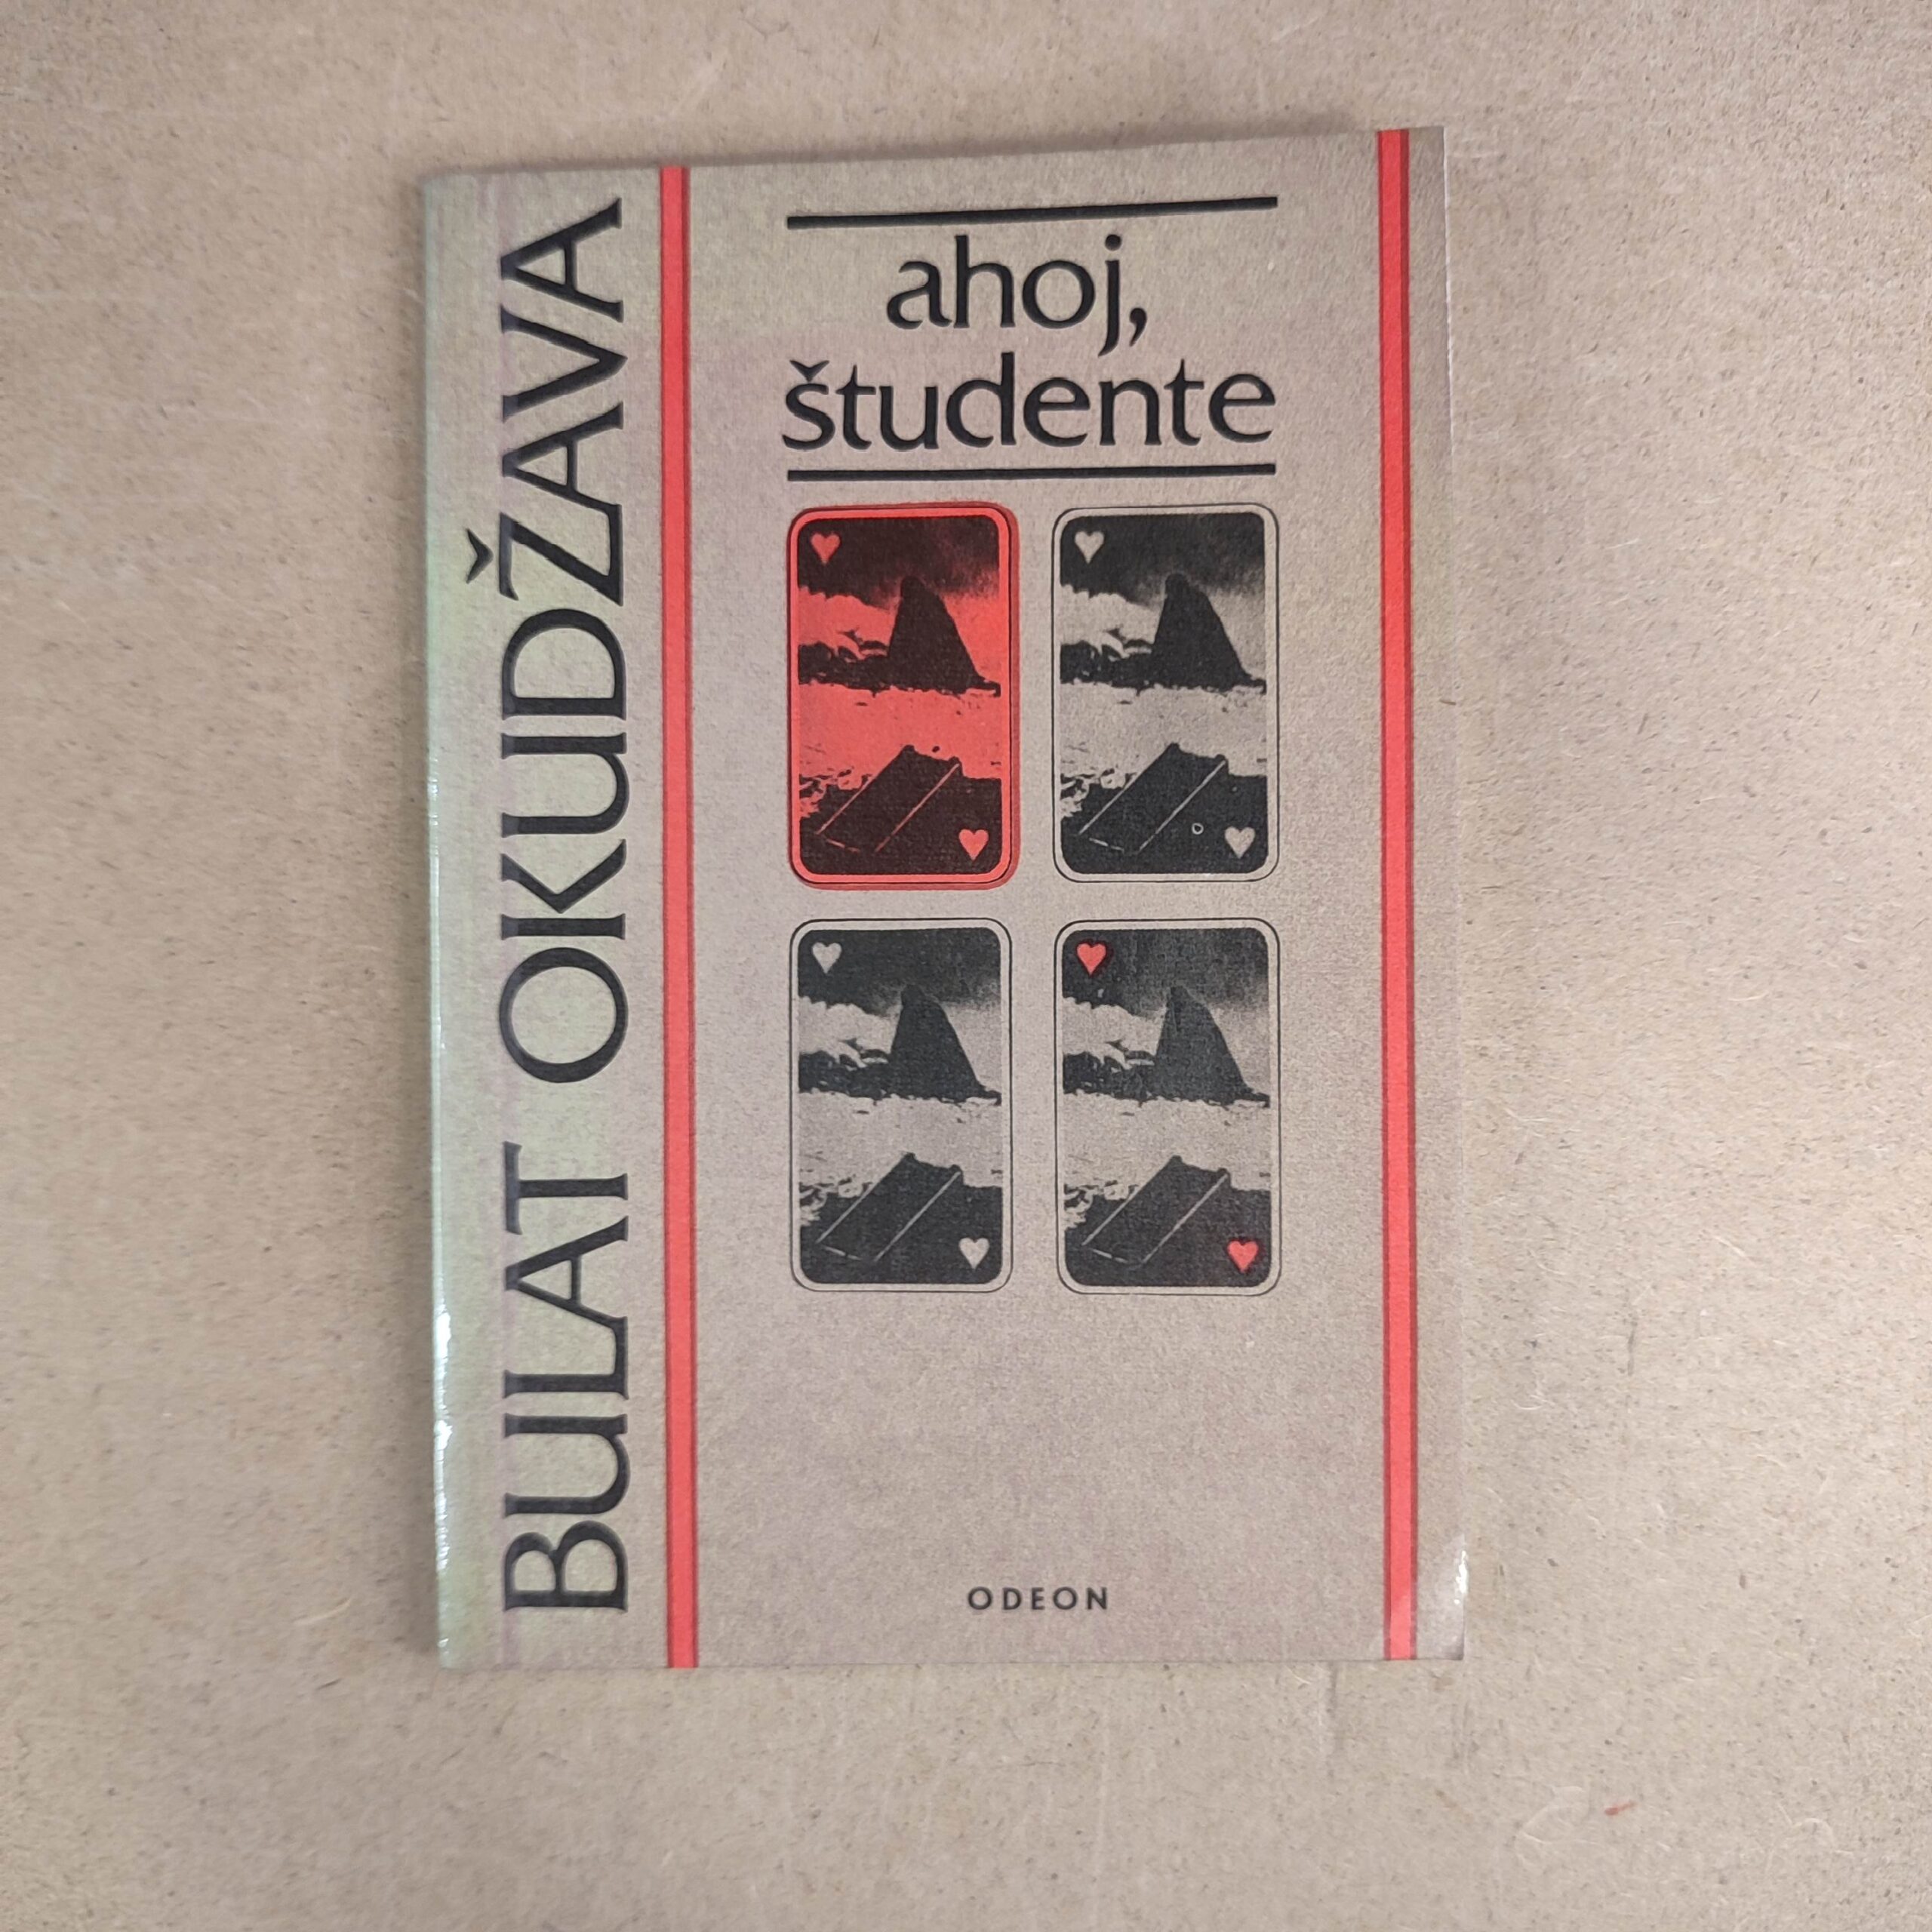 BULAT OKUDŽAVA
ahoj,
študente
ODEON